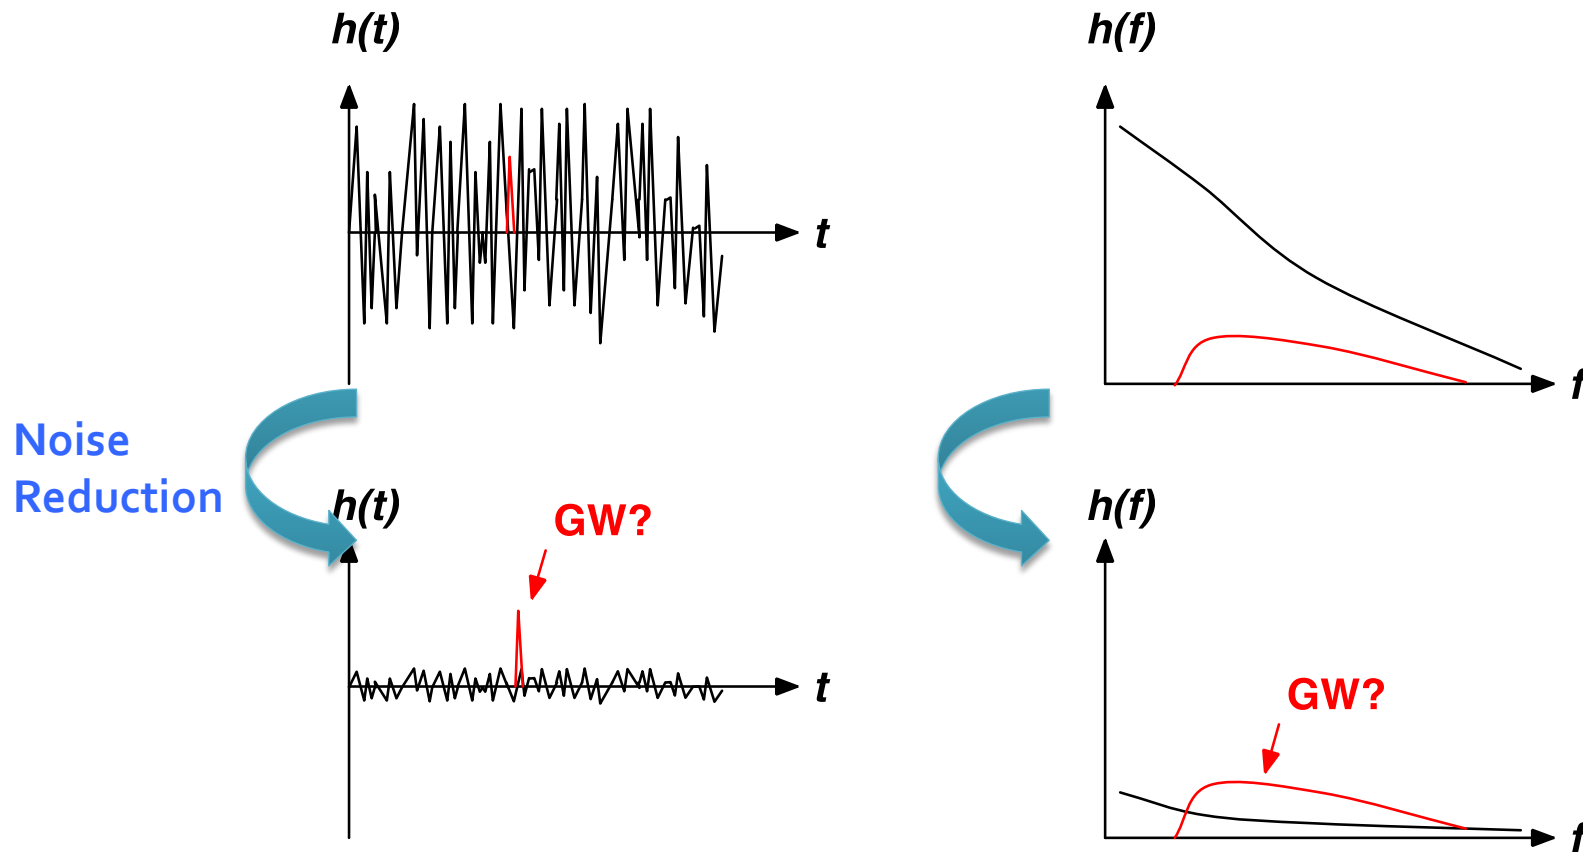 h(t)
h(f)
t
f
Noise
Reduction
h(t)
GW?
h(f)
t
GW?
f